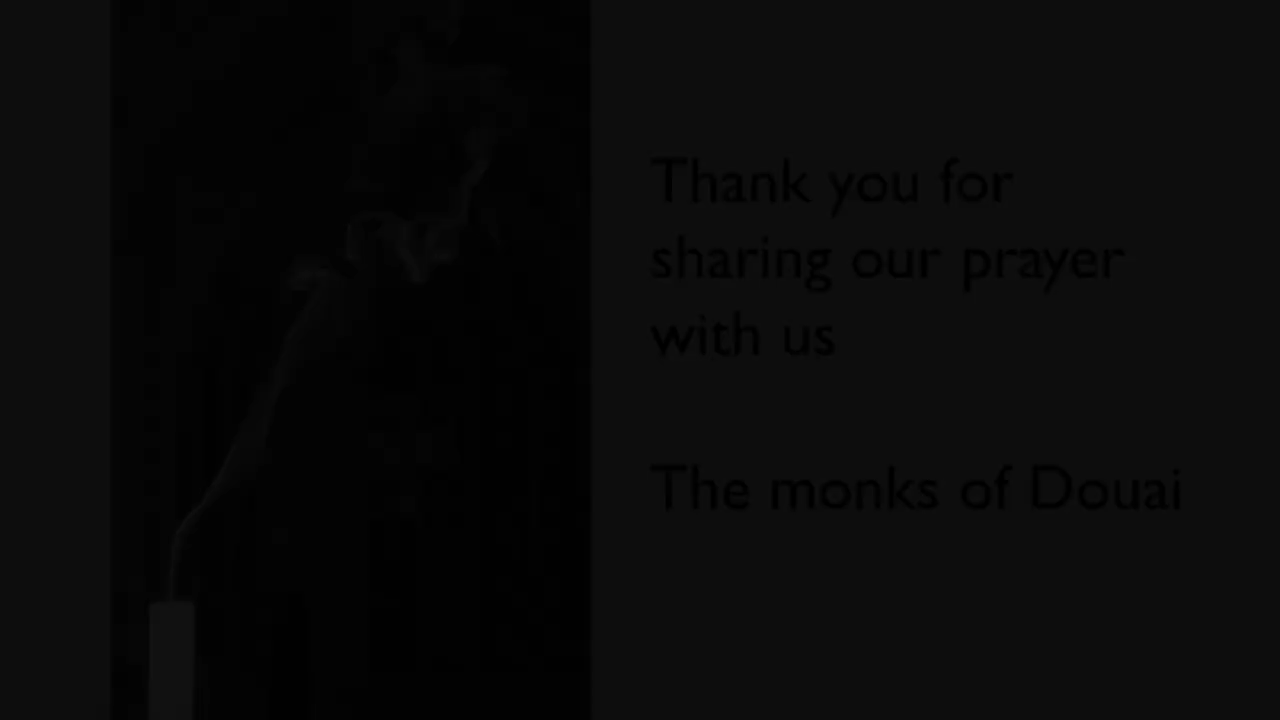 Thank you for
sharing our prayer
with us
The monks of Douai